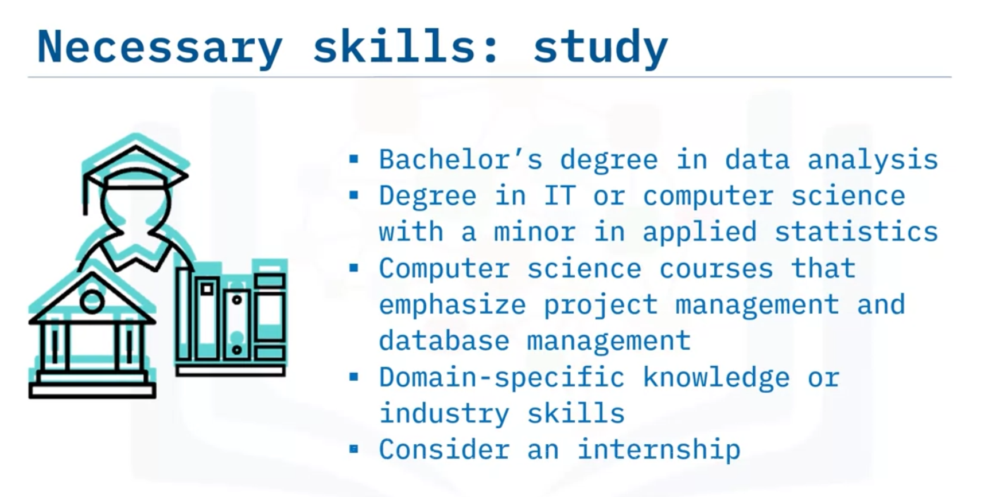 Necessary skills: study
▪ Bachelor’s degree in data analysis
▪ Degree in IT or computer science
with a minor in applied statistics
▪ Computer science courses that
emphasize project management and
database management
▪ Domain-specific knowledge or
industry skills
▪ Consider an internship